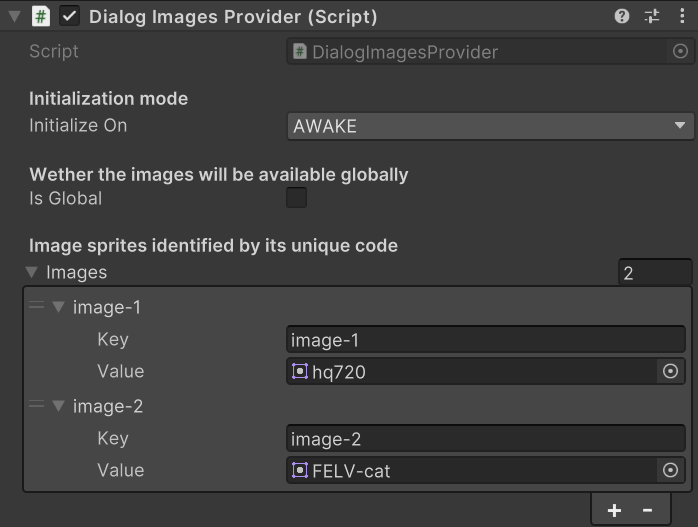 Dialog Images Provider (Script)
Script DialogImagesProvider
Initialization mode
Initialize On AWAKE
Wether the images will be available globally
Is Global
Image sprites identified by its unique code
Images 2
image-1
Key image-1
Value hq720
image-2
Key image-2
Value FELV-cat
+ -